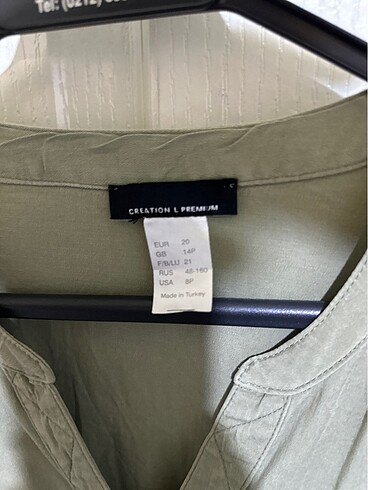 Tel: (0212)
CREATION L PREMIUM
EUR 20
GB 14P
F/B/LU 21
RUS 48-160
USA 8P
Made in Turkey